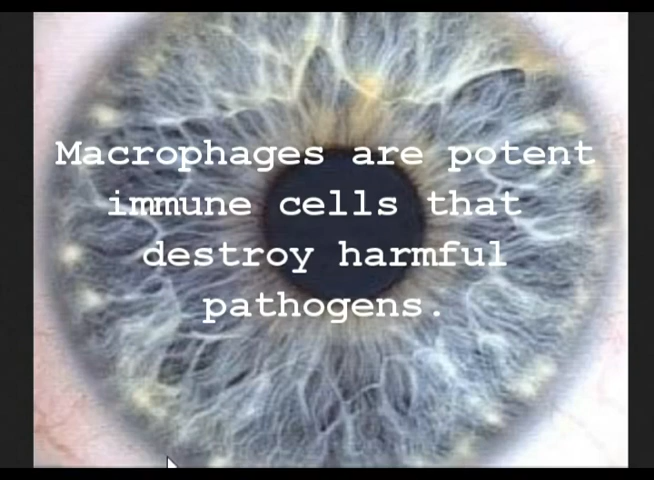 Macrophages are potent
immune cells that
destroy harmful
pathogens.